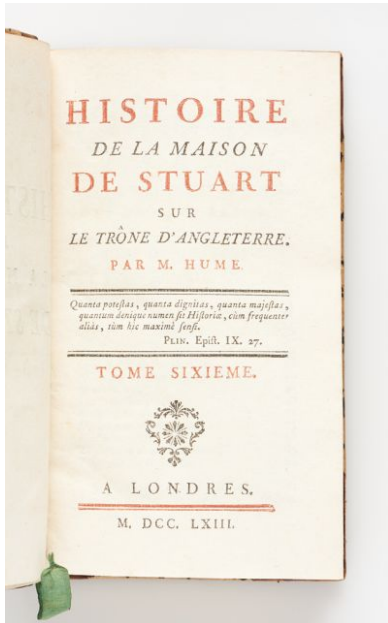 HISTOIRE
DE LA MAISON
DE STUART
SUR
LE TRÔNE D'ANGLETERRE.
PAR M. HUME.
Quanta potestas, quanta dignitas, quanta majestas,
quantum denique numen sit Historiæ, cùm frequenter
aliàs, tùm hic maximè sensi.
PLIN. Epist. IX. 27.
TOME SIXIEME.
A LONDRES.
M. DCC. LXIII.